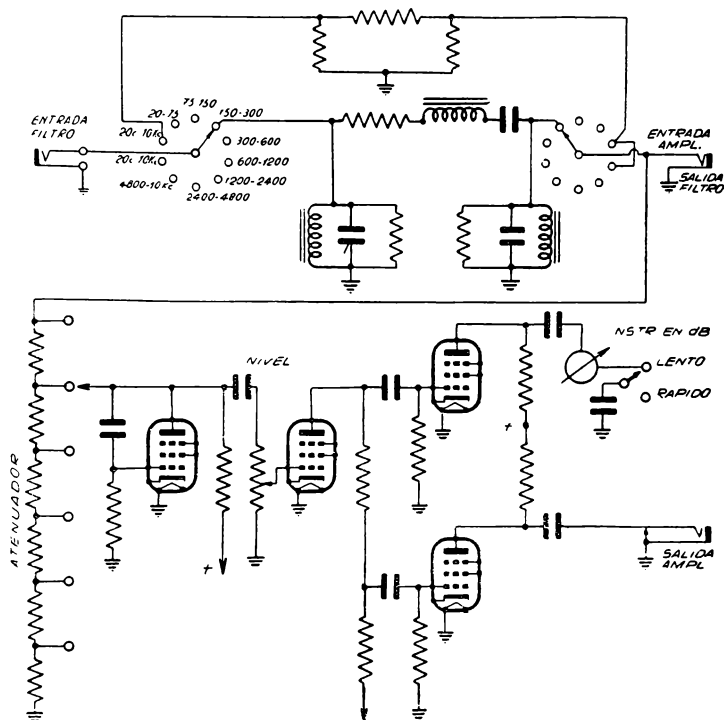 75-150
20-75
150-300
ENTRADA
FILTRO
20c 10Kc
300-600
20c 10Kc
600-1200
4800-10Kc
1200-2400
2400-4800
ENTRADA
AMPL.
SALIDA
FILTRO
NIVEL
NSTR EN dB
LENTO
RAPIDO
+
ATENUADOR
+
SALIDA
AMPL